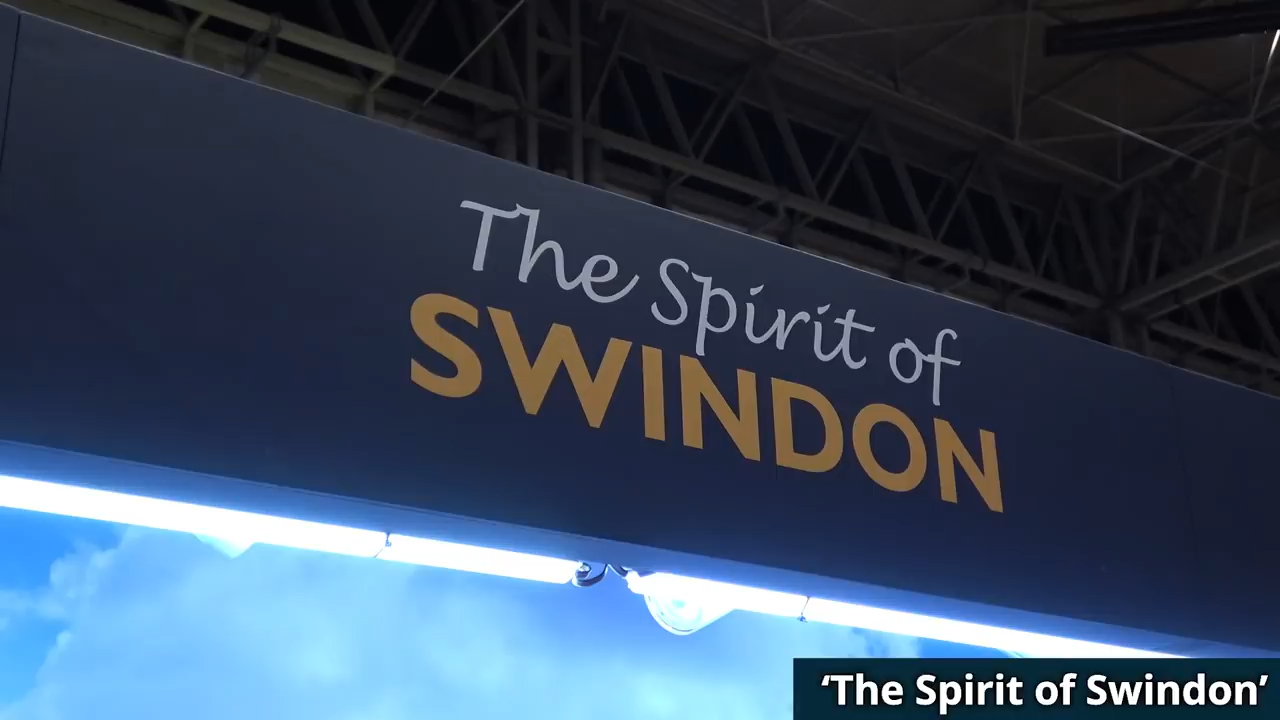 The Spirit of
SWINDON
‘The Spirit of Swindon’